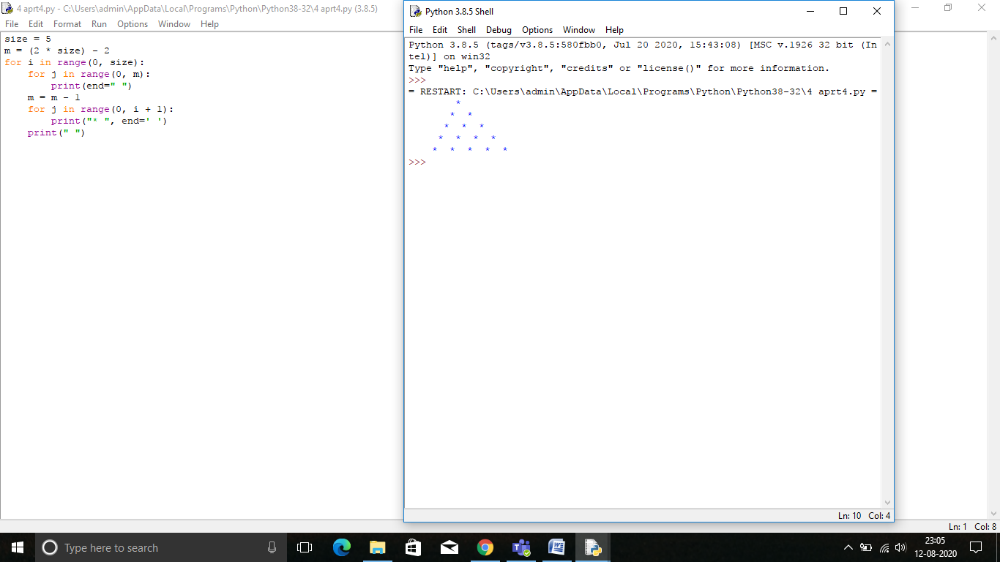 4 aprt4.py - C:\Users\admin\AppData\Local\Programs\Python\Python38-32\4 aprt4.py (3.8.5)
File Edit Format Run Options Window Help
size = 5
m = (2 * size) - 2
for i in range(0, size):
    for j in range(0, m):
        print(end=" ")
    m = m - 1
    for j in range(0, i + 1):
        print("* ", end=' ')
    print(" ")
Python 3.8.5 Shell
File Edit Shell Debug Options Window Help
Python 3.8.5 (tags/v3.8.5:580fbb0, Jul 20 2020, 15:43:08) [MSC v.1926 32 bit (In
tel)] on win32
Type "help", "copyright", "credits" or "license()" for more information.
>>>
= RESTART: C:\Users\admin\AppData\Local\Programs\Python\Python38-32\4 aprt4.py =
        *
       *  *
      *  *  *
     *  *  *  *
    *  *  *  *  *
>>>
Ln: 10 Col: 4
Ln: 1 Col: 8
Type here to search
23:05
12-08-2020